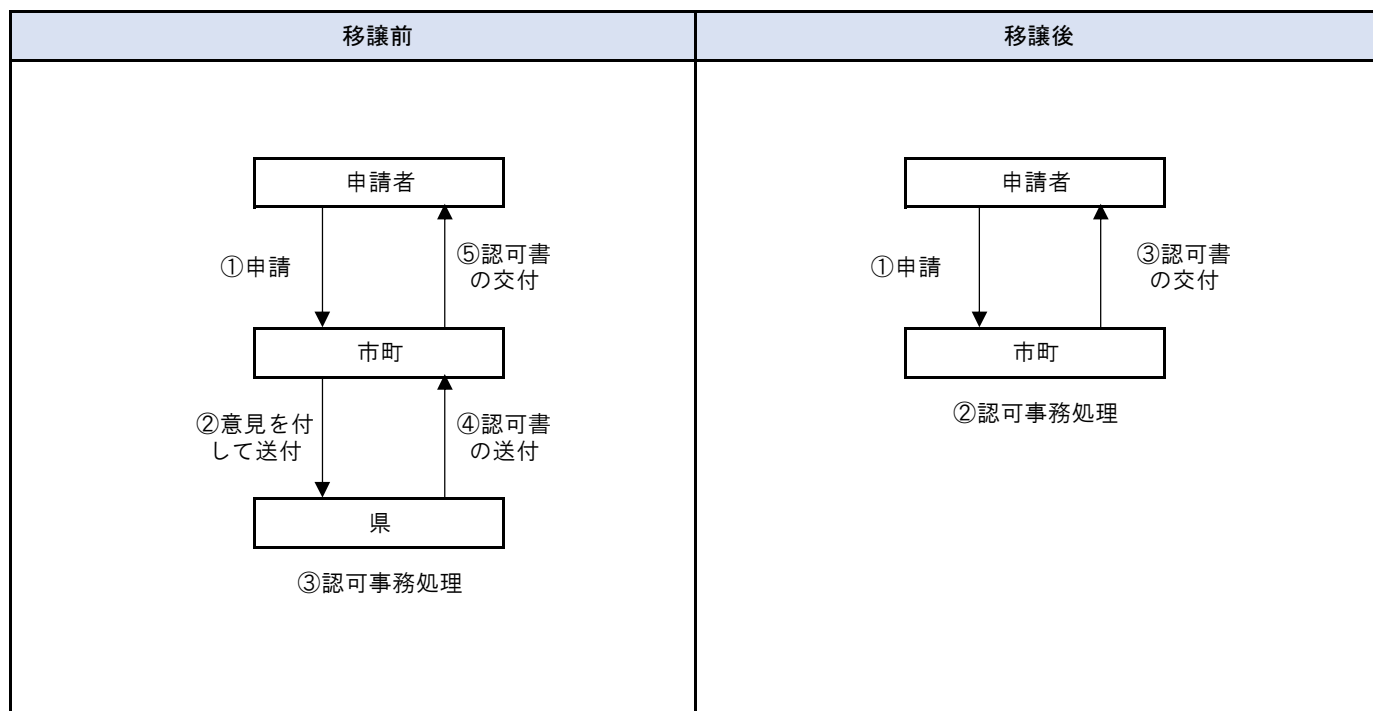 移譲前
移譲後
申請者
①申請
⑤認可書
の交付
市町
②意見を付
して送付
④認可書
の送付
県
③認可事務処理
申請者
①申請
③認可書
の交付
市町
②認可事務処理